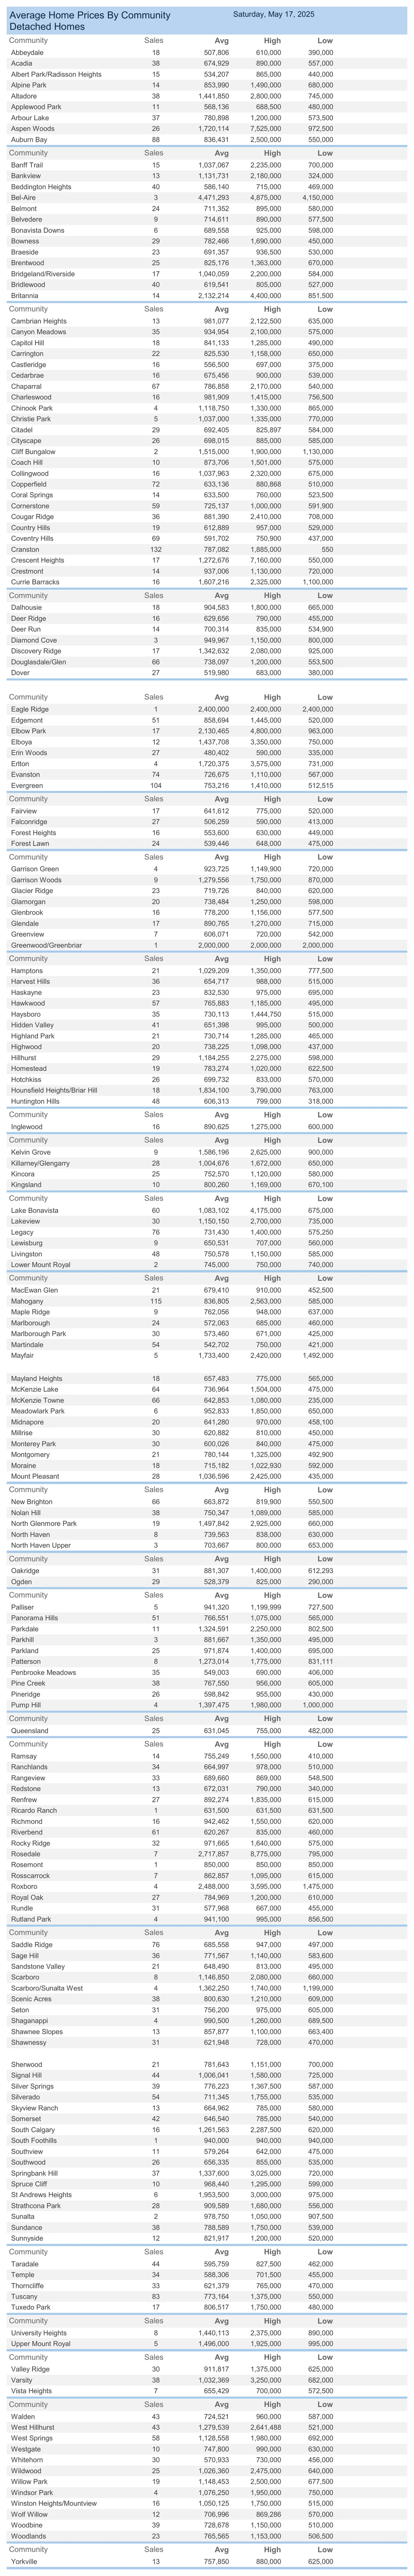 Average Home Prices By Community Saturday, May 17, 2025
Detached Homes
Community Sales Avg High Low
Abbeydale 18 507,806 610,000 390,000
Acadia 38 674,929 890,000 557,000
Albert Park/Radisson Heights 15 534,207 865,000 440,000
Alpine Park 14 853,990 1,490,000 680,000
Altadore 38 1,441,850 2,800,000 745,000
Applewood Park 11 568,136 688,500 480,000
Arbour Lake 37 780,898 1,200,000 573,500
Aspen Woods 26 1,720,114 7,525,000 972,500
Auburn Bay 88 836,431 2,500,000 550,000
Community Sales Avg High Low
Banff Trail 15 1,037,067 2,235,000 700,000
Bankview 13 1,131,731 2,180,000 324,000
Beddington Heights 40 586,140 715,000 469,000
Bel-Aire 3 4,471,293 4,875,000 4,150,000
Belmont 24 711,352 895,000 580,000
Belvedere 9 714,611 890,000 577,500
Bonavista Downs 6 689,558 925,000 598,000
Bowness 29 782,466 1,690,000 450,000
Braeside 23 691,357 936,500 530,000
Brentwood 25 825,176 1,363,000 670,000
Bridgeland/Riverside 17 1,040,059 2,200,000 584,000
Bridlewood 40 619,541 805,000 527,000
Britannia 14 2,132,214 4,400,000 851,500
Community Sales Avg High Low
Cambrian Heights 13 981,077 2,122,500 635,000
Canyon Meadows 35 934,954 2,100,000 575,000
Capitol Hill 18 841,133 1,285,000 490,000
Carrington 22 825,530 1,158,000 650,000
Castleridge 16 556,500 697,000 375,000
Cedarbrae 16 675,456 900,000 539,000
Chaparral 67 786,858 2,170,000 540,000
Charleswood 16 981,909 1,415,000 756,500
Chinook Park 4 1,118,750 1,330,000 865,000
Christie Park 5 1,037,000 1,335,000 770,000
Citadel 29 692,405 825,897 584,000
Cityscape 26 698,015 885,000 585,000
Cliff Bungalow 2 1,515,000 1,900,000 1,130,000
Coach Hill 10 873,706 1,501,000 575,000
Collingwood 16 1,037,963 2,320,000 675,000
Copperfield 72 633,136 880,868 510,000
Coral Springs 14 633,500 760,000 523,500
Cornerstone 59 725,137 1,000,000 591,900
Cougar Ridge 36 881,390 2,410,000 708,000
Country Hills 19 612,889 957,000 529,000
Coventry Hills 69 591,702 750,900 437,000
Cranston 132 787,082 1,885,000 550
Crescent Heights 17 1,272,676 7,160,000 550,000
Crestmont 14 937,006 1,130,000 720,000
Currie Barracks 16 1,607,216 2,325,000 1,100,000
Community Sales Avg High Low
Dalhousie 18 904,583 1,800,000 665,000
Deer Ridge 16 629,656 790,000 455,000
Deer Run 14 700,314 835,000 534,900
Diamond Cove 3 949,967 1,150,000 800,000
Discovery Ridge 17 1,342,632 2,080,000 925,000
Douglasdale/Glen 66 738,097 1,200,000 553,500
Dover 27 519,980 683,000 380,000
Community Sales Avg High Low
Eagle Ridge 1 2,400,000 2,400,000 2,400,000
Edgemont 51 858,694 1,445,000 520,000
Elbow Park 17 2,130,465 4,800,000 963,000
Elboya 12 1,437,708 3,350,000 750,000
Erin Woods 27 480,402 590,000 335,000
Erlton 4 1,720,375 3,575,000 731,000
Evanston 74 726,675 1,110,000 567,000
Evergreen 104 753,216 1,410,000 512,515
Community Sales Avg High Low
Fairview 17 641,612 775,000 520,000
Falconridge 27 506,259 590,000 413,000
Forest Heights 16 553,600 630,000 449,000
Forest Lawn 24 539,446 648,000 475,000
Community Sales Avg High Low
Garrison Green 4 923,725 1,149,900 720,000
Garrison Woods 9 1,279,556 1,750,000 870,000
Glacier Ridge 23 719,726 840,000 620,000
Glamorgan 20 738,484 1,250,000 598,000
Glenbrook 16 778,200 1,156,000 577,500
Glendale 17 890,765 1,270,000 715,000
Greenview 7 606,071 720,000 542,000
Greenwood/Greenbriar 1 2,000,000 2,000,000 2,000,000
Community Sales Avg High Low
Hamptons 21 1,029,209 1,350,000 777,500
Harvest Hills 36 654,717 988,000 515,000
Haskayne 23 832,530 975,000 695,000
Hawkwood 57 765,883 1,185,000 495,000
Haysboro 35 730,113 1,444,750 515,000
Hidden Valley 41 651,398 995,000 500,000
Highland Park 21 730,714 1,285,000 465,000
Highwood 20 738,225 1,098,000 437,000
Hillhurst 29 1,184,255 2,275,000 598,000
Homestead 19 783,274 1,020,000 622,500
Hotchkiss 26 699,732 833,000 570,000
Hounsfield Heights/Briar Hill 18 1,834,100 3,790,000 763,000
Huntington Hills 48 606,313 799,000 318,000
Community Sales Avg High Low
Inglewood 16 890,625 1,275,000 600,000
Community Sales Avg High Low
Kelvin Grove 9 1,586,196 2,625,000 900,000
Killarney/Glengarry 28 1,004,676 1,672,000 650,000
Kincora 25 752,570 1,120,000 580,000
Kingsland 10 800,260 1,169,000 670,100
Community Sales Avg High Low
Lake Bonavista 60 1,083,102 4,175,000 675,000
Lakeview 30 1,150,150 2,700,000 735,000
Legacy 76 731,430 1,400,000 575,250
Lewisburg 9 650,531 707,000 560,000
Livingston 48 750,578 1,150,000 585,000
Lower Mount Royal 2 745,000 750,000 740,000
Community Sales Avg High Low
MacEwan Glen 21 679,410 910,000 452,500
Mahogany 115 836,805 2,563,000 585,000
Maple Ridge 9 762,056 948,000 637,000
Marlborough 24 572,063 685,000 460,000
Marlborough Park 30 573,460 671,000 425,000
Martindale 54 542,702 750,000 421,000
Mayfair 5 1,733,400 2,420,000 1,492,000
Mayland Heights 18 657,483 775,000 565,000
McKenzie Lake 64 736,964 1,504,000 475,000
McKenzie Towne 66 642,853 1,080,000 235,000
Meadowlark Park 6 952,833 1,850,000 650,000
Midnapore 20 641,280 970,000 458,100
Millrise 30 620,882 810,000 450,000
Monterey Park 30 600,026 840,000 475,000
Montgomery 21 780,144 1,325,000 492,900
Moraine 18 715,182 1,022,930 592,000
Mount Pleasant 28 1,036,596 2,425,000 435,000
Community Sales Avg High Low
New Brighton 66 663,872 819,900 550,500
Nolan Hill 38 750,347 1,089,000 585,000
North Glenmore Park 19 1,497,842 2,925,000 660,000
North Haven 8 739,563 838,000 630,000
North Haven Upper 3 703,667 800,000 653,000
Community Sales Avg High Low
Oakridge 31 881,307 1,400,000 612,293
Ogden 29 528,379 825,000 290,000
Community Sales Avg High Low
Palliser 5 941,320 1,199,999 727,500
Panorama Hills 51 766,551 1,075,000 565,000
Parkdale 11 1,324,591 2,250,000 802,500
Parkhill 3 881,667 1,350,000 495,000
Parkland 25 971,874 1,400,000 695,000
Patterson 8 1,273,014 1,775,000 831,111
Penbrooke Meadows 35 549,003 690,000 406,000
Pine Creek 38 767,550 956,000 605,000
Pineridge 26 598,842 955,000 430,000
Pump Hill 4 1,397,475 1,980,000 1,000,000
Community Sales Avg High Low
Queensland 25 631,045 755,000 482,000
Community Sales Avg High Low
Ramsay 14 755,249 1,550,000 410,000
Ranchlands 34 664,997 978,000 510,000
Rangeview 33 689,660 869,000 548,500
Redstone 13 672,031 790,000 340,000
Renfrew 27 892,274 1,835,000 615,000
Ricardo Ranch 1 631,500 631,500 631,500
Richmond 16 942,462 1,550,000 620,000
Riverbend 61 620,267 835,000 460,000
Rocky Ridge 32 971,665 1,640,000 575,000
Rosedale 7 2,717,857 8,775,000 795,000
Rosemont 1 850,000 850,000 850,000
Rosscarrock 7 862,857 1,095,000 615,000
Roxboro 4 2,488,000 3,595,000 1,475,000
Royal Oak 27 784,969 1,200,000 610,000
Rundle 31 577,968 667,000 455,000
Rutland Park 4 941,100 995,000 856,500
Community Sales Avg High Low
Saddle Ridge 76 685,558 947,000 497,000
Sage Hill 36 771,567 1,140,000 583,600
Sandstone Valley 21 648,490 813,000 495,000
Scarboro 8 1,146,850 2,080,000 660,000
Scarboro/Sunalta West 4 1,362,250 1,740,000 1,199,000
Scenic Acres 38 800,630 1,210,000 609,000
Seton 31 756,200 975,000 605,000
Shaganappi 4 990,500 1,260,000 689,500
Shawnee Slopes 13 857,877 1,100,000 663,400
Shawnessy 31 621,948 728,000 470,000
Sherwood 21 781,643 1,151,000 700,000
Signal Hill 44 1,006,041 1,580,000 725,000
Silver Springs 39 776,223 1,367,500 587,000
Silverado 54 711,345 1,755,000 535,000
Skyview Ranch 13 664,962 785,000 580,000
Somerset 42 646,540 785,000 540,000
South Calgary 16 1,261,563 2,287,500 620,000
South Foothills 1 940,000 940,000 940,000
Southview 11 579,264 642,000 475,000
Southwood 26 656,335 855,000 535,000
Springbank Hill 37 1,337,600 3,025,000 720,000
Spruce Cliff 10 968,440 1,295,000 599,000
St Andrews Heights 6 1,953,500 3,000,000 975,000
Strathcona Park 28 909,589 1,680,000 556,000
Sunalta 2 978,750 1,050,000 907,500
Sundance 38 788,589 1,750,000 539,000
Sunnyside 12 821,917 1,200,000 520,000
Community Sales Avg High Low
Taradale 44 595,759 827,500 462,000
Temple 34 588,306 701,500 455,000
Thorncliffe 33 621,379 765,000 470,000
Tuscany 83 773,164 1,375,000 550,000
Tuxedo Park 17 806,517 1,750,000 480,000
Community Sales Avg High Low
University Heights 8 1,440,113 2,375,000 890,000
Upper Mount Royal 5 1,496,000 1,925,000 995,000
Community Sales Avg High Low
Valley Ridge 30 911,817 1,375,000 625,000
Varsity 38 1,032,369 3,250,000 682,000
Vista Heights 7 655,429 700,000 572,500
Community Sales Avg High Low
Walden 43 724,521 960,000 587,000
West Hillhurst 43 1,279,539 2,641,488 521,000
West Springs 58 1,128,558 1,980,000 692,000
Westgate 10 747,800 990,000 630,000
Whitehorn 30 570,933 730,000 456,000
Wildwood 25 1,026,360 2,475,000 640,000
Willow Park 19 1,148,453 2,500,000 677,500
Windsor Park 4 1,076,250 1,950,000 750,000
Winston Heights/Mountview 16 1,050,125 1,750,000 515,000
Wolf Willow 12 706,996 869,286 570,000
Woodbine 39 728,678 1,150,000 510,000
Woodlands 23 765,565 1,153,000 506,500
Community Sales Avg High Low
Yorkville 13 757,850 880,000 625,000